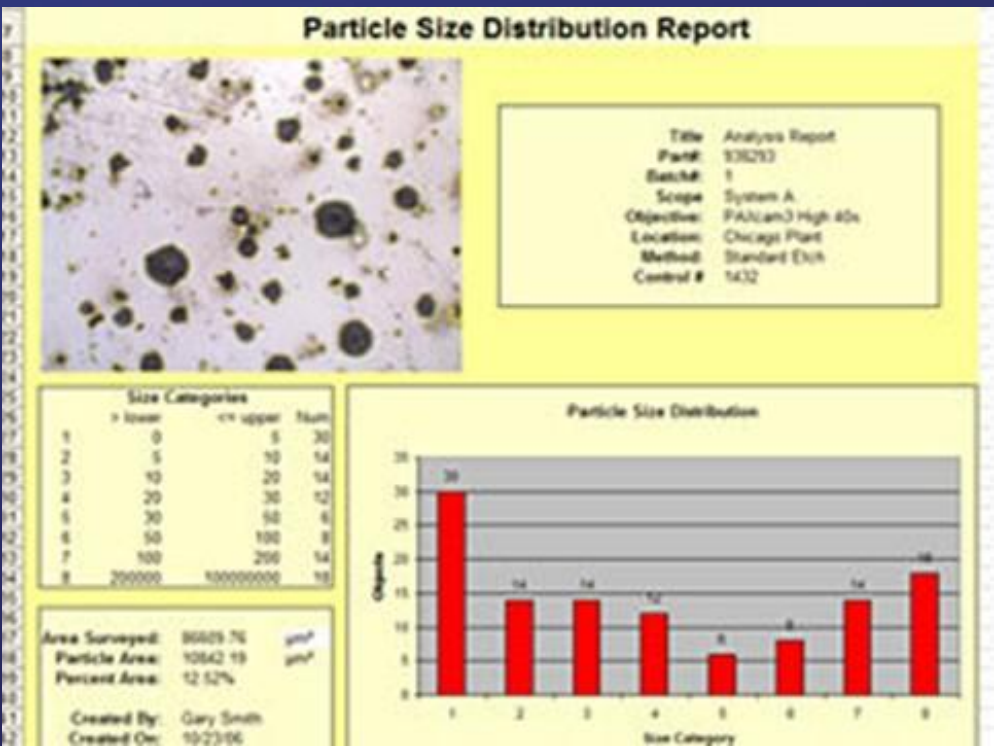 Particle Size Distribution Report
Title Analysis Report
Part#: 938293
Batch#: 1
Scope System A
Objective: PAXcam3 High 40x
Location: Chicago Plant
Method: Standard Etch
Control # 1432
Size Categories
> lower <= upper Num
1 0 5 30
2 5 10 14
3 10 20 14
4 20 30 12
5 30 50 6
6 50 100 8
7 100 200 14
8 200000 100000000 18
Particle Size Distribution
35
30
25
20
15
10
5
0
30
14
14
12
6
8
14
18
Objects
1 2 3 4 5 6 7 8
Size Category
Area Surveyed: µm²
Particle Area: 10842.19 µm²
Percent Area: 12.52%
Created By: Gary Smith
Created On: 10/23/06